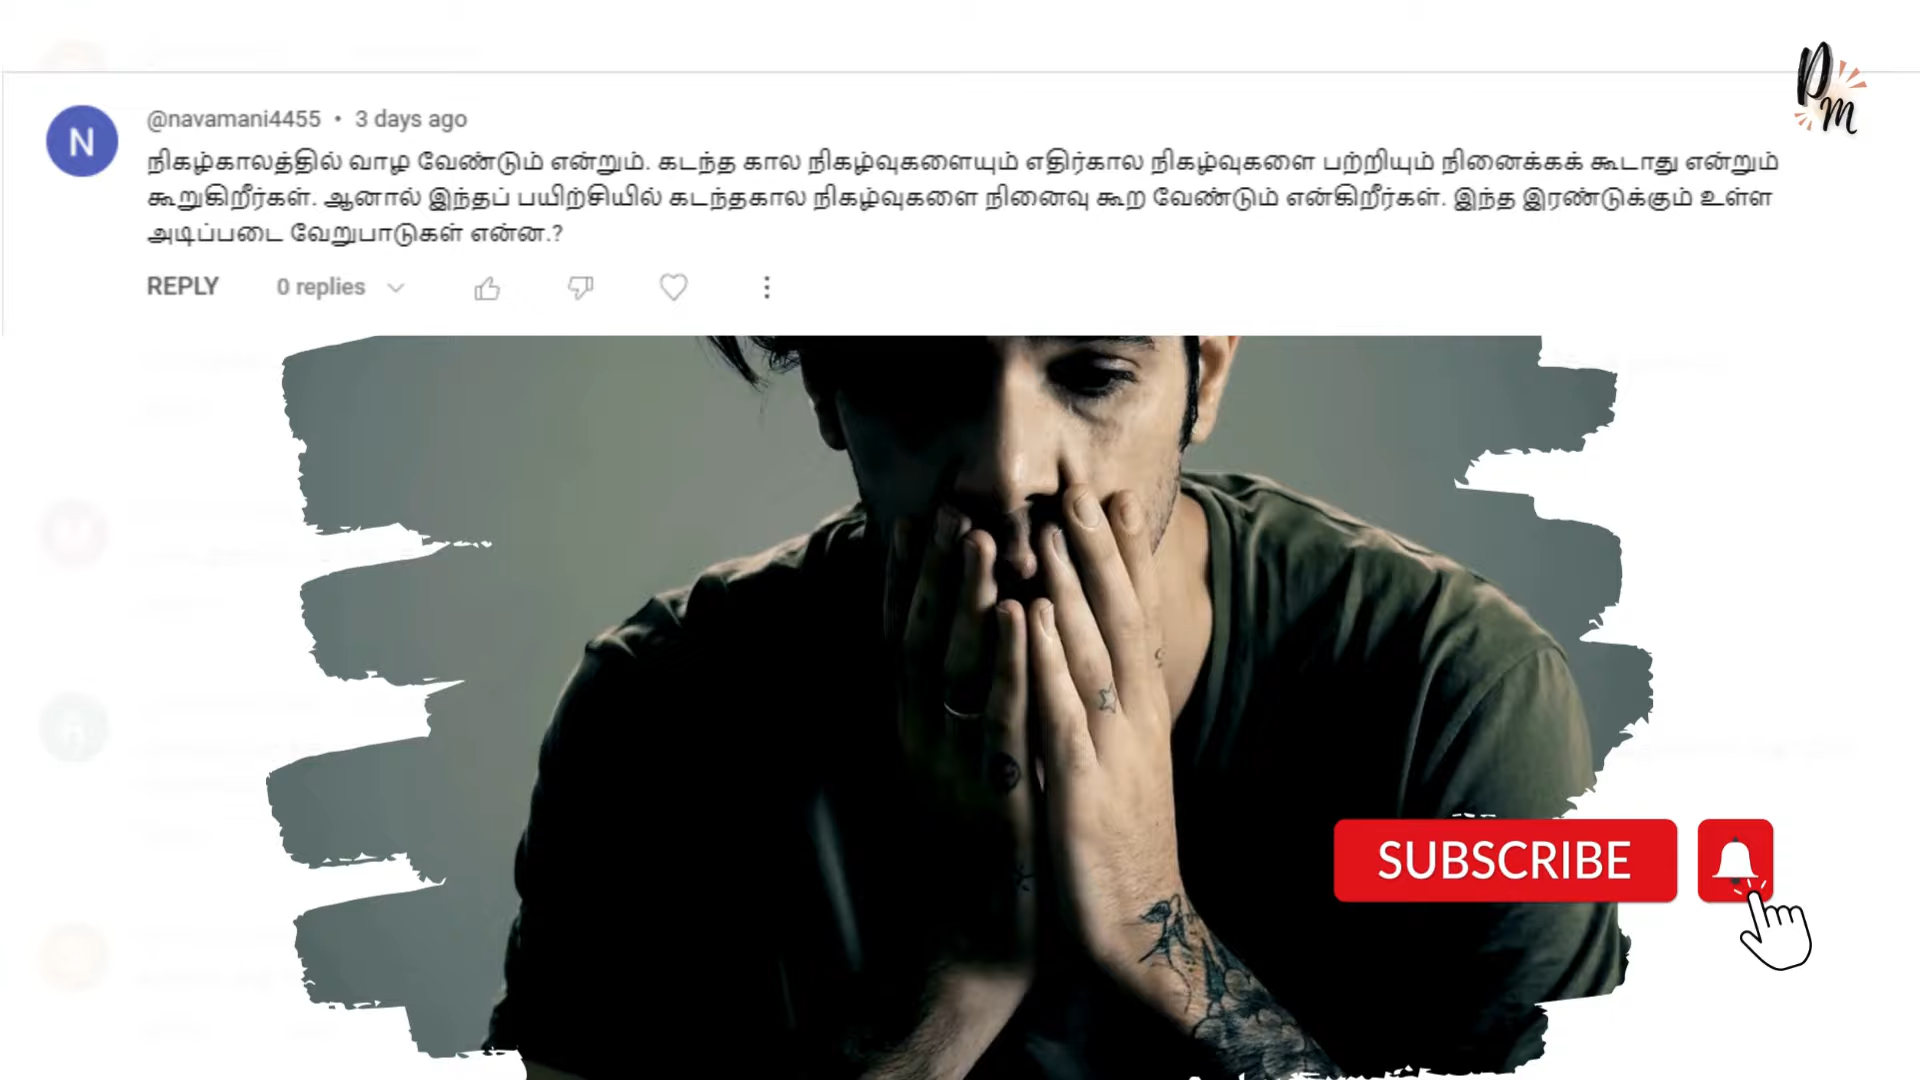 PM
N
@navamani4455 • 3 days ago
நிகழ்காலத்தில் வாழ வேண்டும் என்றும். கடந்த கால நிகழ்வுகளையும் எதிர்கால நிகழ்வுகளை பற்றியும் நினைக்கக் கூடாது என்றும்
கூறுகிறீர்கள். ஆனால் இந்தப் பயிற்சியில் கடந்தகால நிகழ்வுகளை நினைவு கூற வேண்டும் என்கிறீர்கள். இந்த இரண்டுக்கும் உள்ள
அடிப்படை வேறுபாடுகள் என்ன.?
REPLY 0 replies
SUBSCRIBE